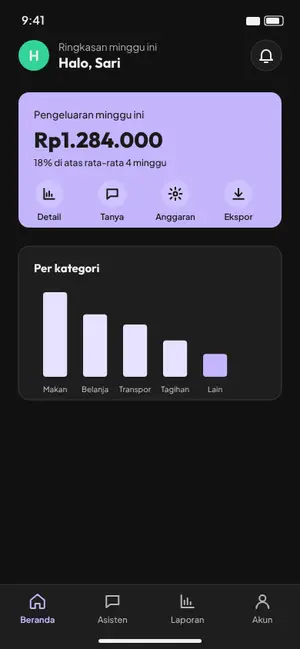 9:41
H
Ringkasan minggu ini
Halo, Sari
Pengeluaran minggu ini
Rp1.284.000
18% di atas rata-rata 4 minggu
Detail
Tanya
Anggaran
Ekspor
Per kategori
Makan
Belanja
Transpor
Tagihan
Lain
Beranda
Asisten
Laporan
Akun